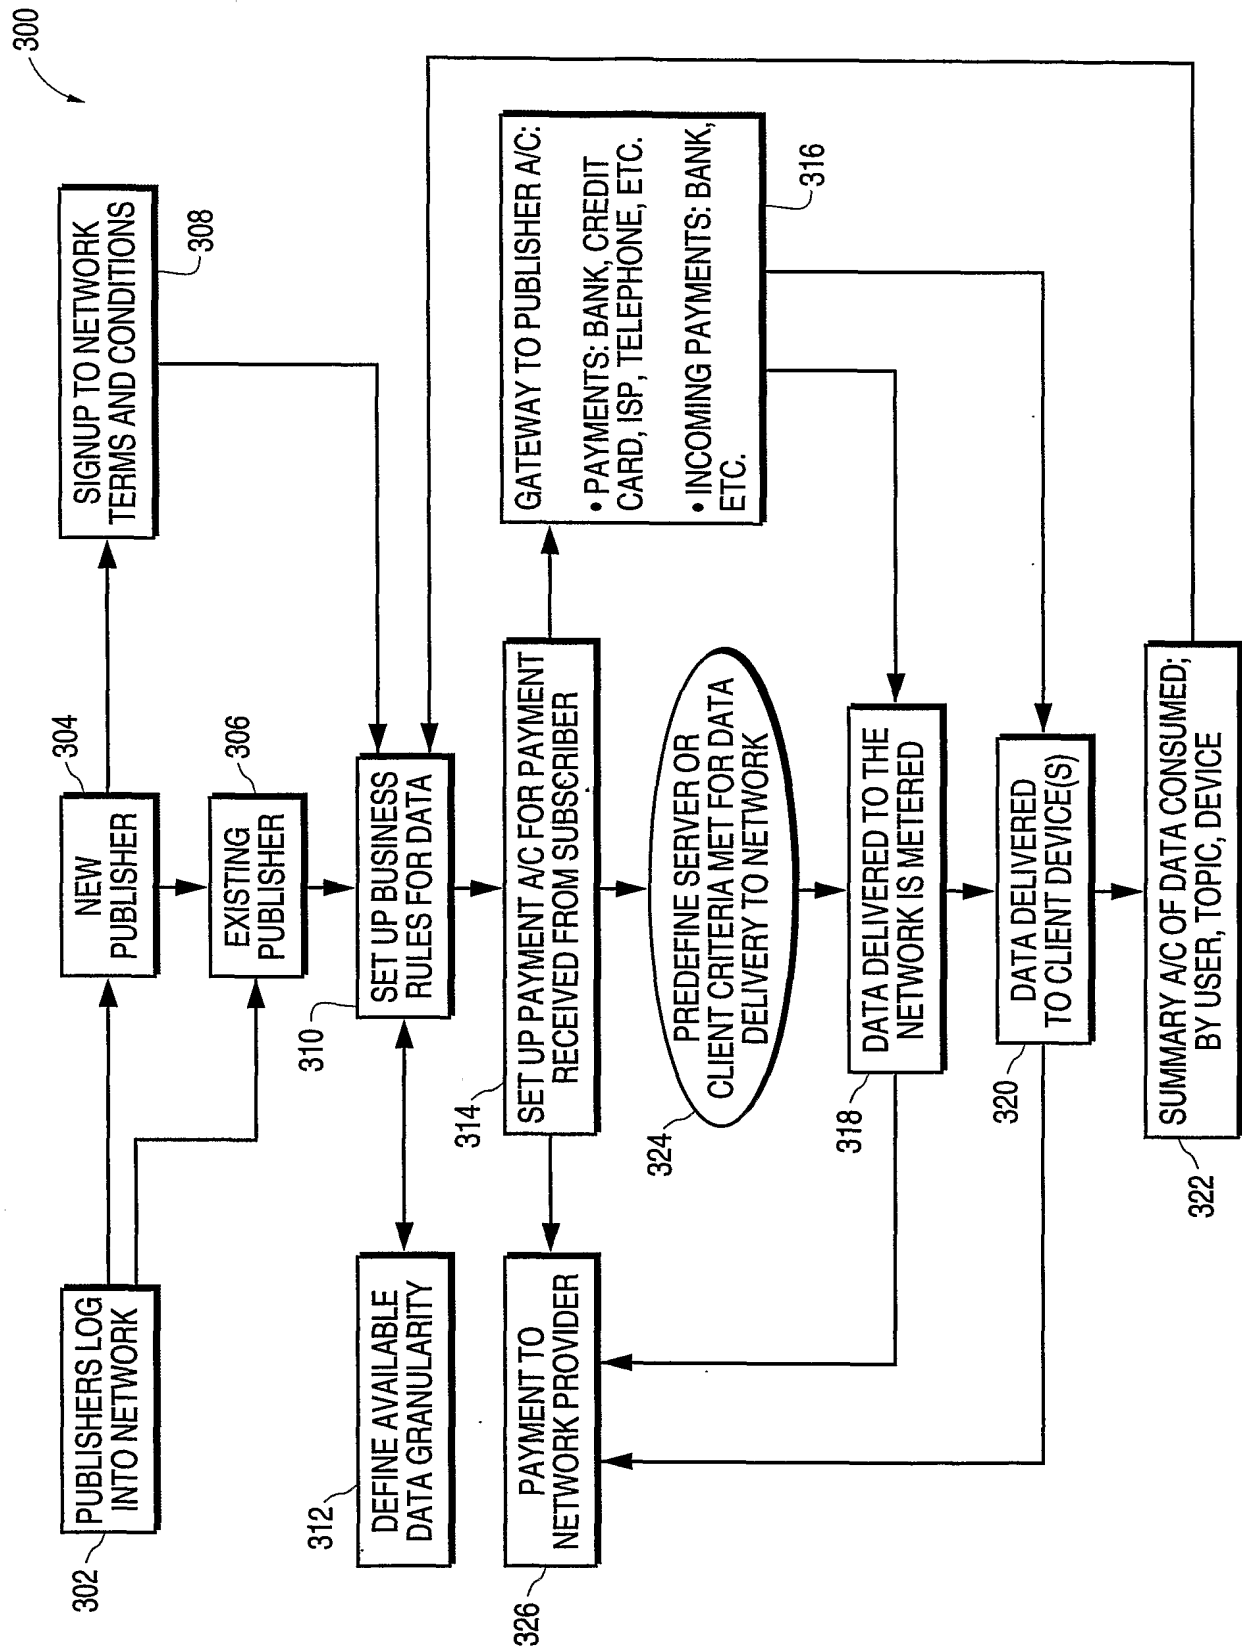 300
PUBLISHERS LOG
INTO NETWORK
302
NEW
PUBLISHER
304
SIGNUP TO NETWORK
TERMS AND CONDITIONS
308
EXISTING
PUBLISHER
306
DEFINE AVAILABLE
DATA GRANULARITY
312
SET UP BUSINESS
RULES FOR DATA
310
PAYMENT TO
NETWORK PROVIDER
326
SET UP PAYMENT A/C FOR PAYMENT
RECEIVED FROM SUBSCRIBER
314
GATEWAY TO PUBLISHER A/C:
• PAYMENTS: BANK, CREDIT
CARD, ISP, TELEPHONE, ETC.
• INCOMING PAYMENTS: BANK,
ETC.
316
PREDEFINE SERVER OR
CLIENT CRITERIA MET FOR DATA
DELIVERY TO NETWORK
324
DATA DELIVERED TO THE
NETWORK IS METERED
318
DATA DELIVERED
TO CLIENT DEVICE(S)
320
SUMMARY A/C OF DATA CONSUMED;
BY USER, TOPIC, DEVICE
322